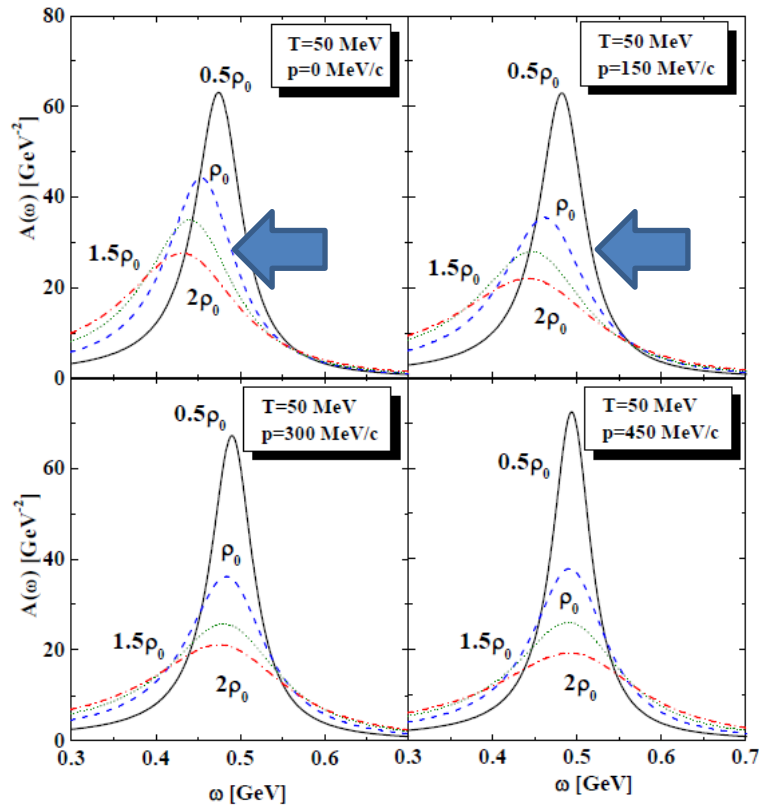 80
60
40
20
0
A(ω) [GeV⁻²]
T=50 MeV
p=0 MeV/c
0.5ρ₀
ρ₀
1.5ρ₀
2ρ₀
T=50 MeV
p=150 MeV/c
0.5ρ₀
ρ₀
1.5ρ₀
2ρ₀
60
40
20
0
A(ω) [GeV⁻²]
T=50 MeV
p=300 MeV/c
0.5ρ₀
ρ₀
1.5ρ₀
2ρ₀
T=50 MeV
p=450 MeV/c
0.5ρ₀
ρ₀
1.5ρ₀
2ρ₀
0.3 0.4 0.5 0.6 0.3 0.4 0.5 0.6 0.7
ω [GeV] ω [GeV]